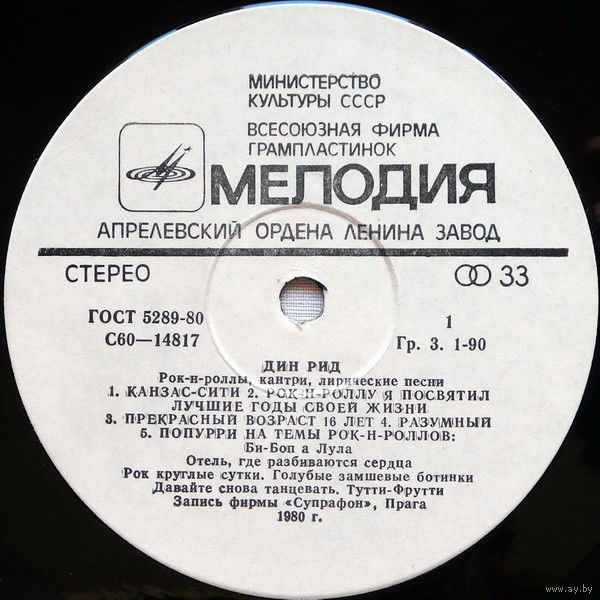 МИНИСТЕРСТВО
КУЛЬТУРЫ СССР
ВСЕСОЮЗНАЯ ФИРМА
ГРАМПЛАСТИНОК
МЕЛОДИЯ
АПРЕЛЕВСКИЙ ОРДЕНА ЛЕНИНА ЗАВОД
СТЕРЕО 33
ГОСТ 5289-80 1
С60—14817 Гр. 3. 1-90
ДИН РИД
Рок-н-роллы, кантри, лирические песни
1. КАНЗАС-СИТИ 2. РОК-Н-РОЛЛУ Я ПОСВЯТИЛ
ЛУЧШИЕ ГОДЫ СВОЕЙ ЖИЗНИ
3. ПРЕКРАСНЫЙ ВОЗРАСТ 16 ЛЕТ 4. РАЗУМНЫЙ
5. ПОПУРРИ НА ТЕМЫ РОК-Н-РОЛЛОВ:
Би-Боп а Лула
Отель, где разбиваются сердца
Рок круглые сутки. Голубые замшевые ботинки
Давайте снова танцевать. Тутти-Фрутти
Запись фирмы «Супрафон», Прага
1980 г.
www.ay.by